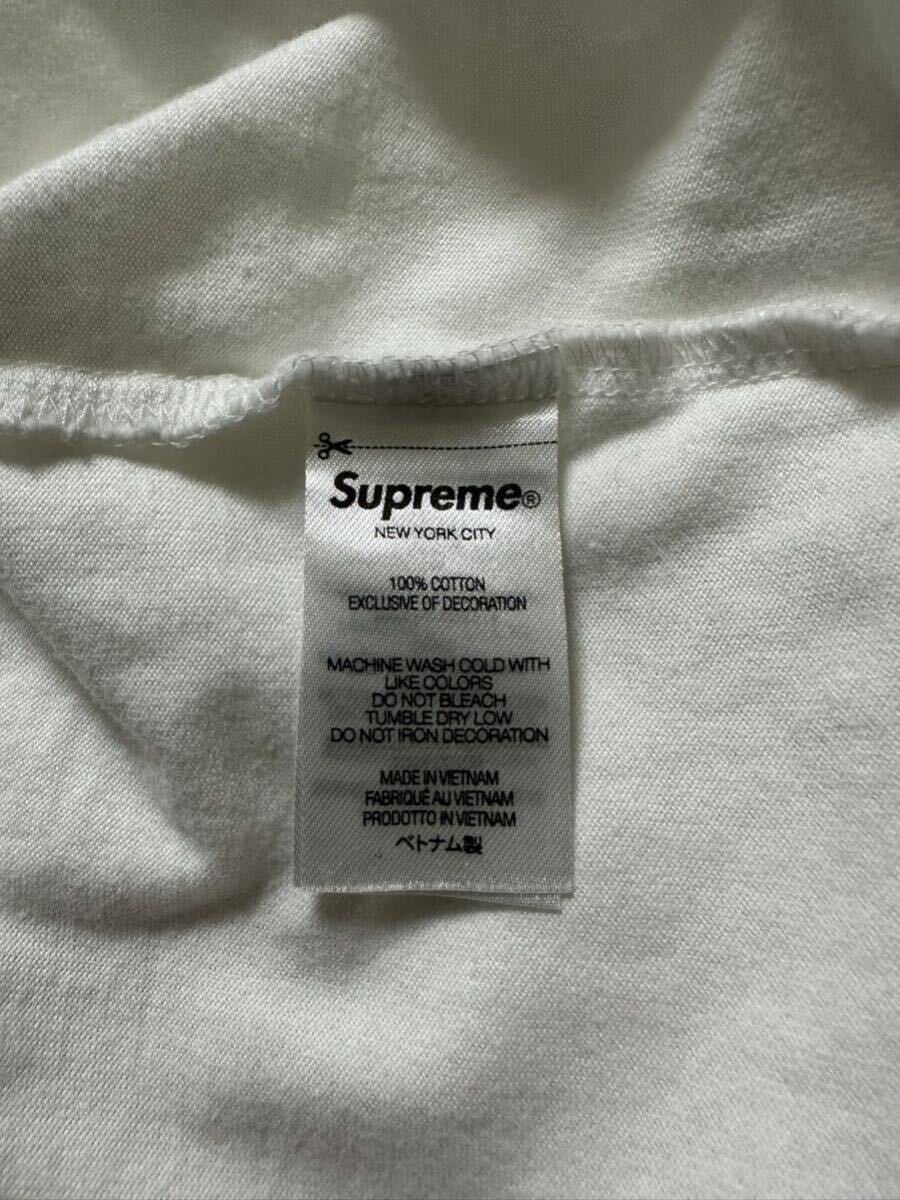 Supreme®
NEW YORK CITY
100% COTTON
EXCLUSIVE OF DECORATION
MACHINE WASH COLD WITH
LIKE COLORS
DO NOT BLEACH
TUMBLE DRY LOW
DO NOT IRON DECORATION
MADE IN VIETNAM
FABRIQUÉ AU VIETNAM
PRODOTTO IN VIETNAM
ベトナム製